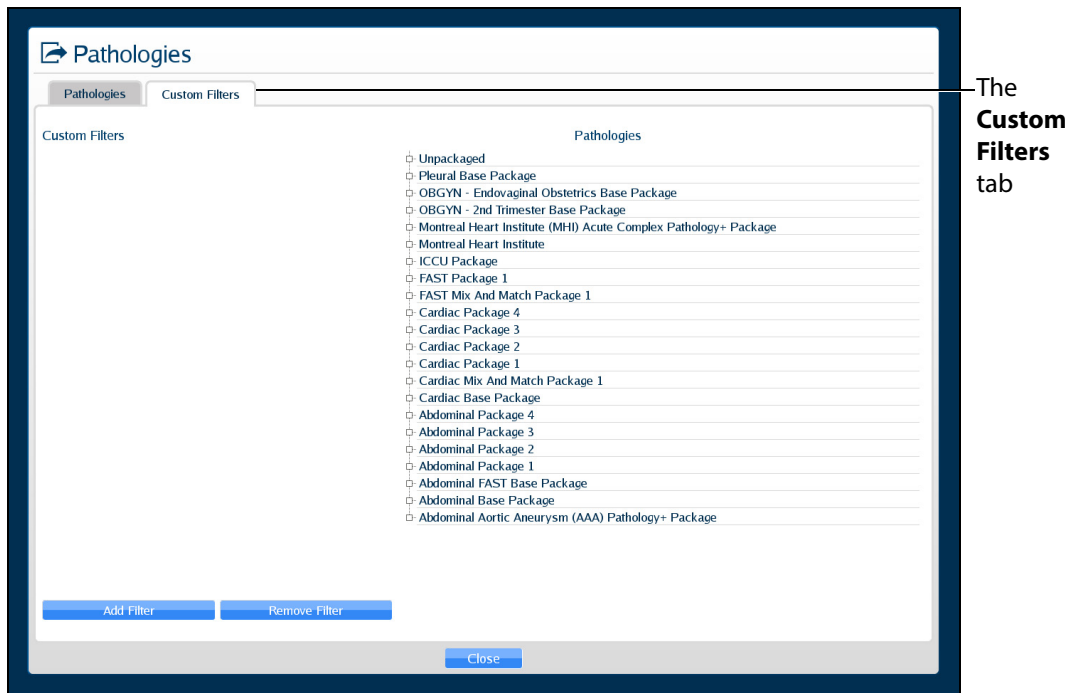 Pathologies
Pathologies
Custom Filters
Custom Filters
Pathologies
Unpackaged
Pleural Base Package
OBGYN - Endovaginal Obstetrics Base Package
OBGYN - 2nd Trimester Base Package
Montreal Heart Institute (MHI) Acute Complex Pathology+ Package
Montreal Heart Institute
ICCU Package
FAST Package 1
FAST Mix And Match Package 1
Cardiac Package 4
Cardiac Package 3
Cardiac Package 2
Cardiac Package 1
Cardiac Mix And Match Package 1
Cardiac Base Package
Abdominal Package 4
Abdominal Package 3
Abdominal Package 2
Abdominal Package 1
Abdominal FAST Base Package
Abdominal Base Package
Abdominal Aortic Aneurysm (AAA) Pathology+ Package
Add Filter
Remove Filter
Close
The
Custom
Filters
tab